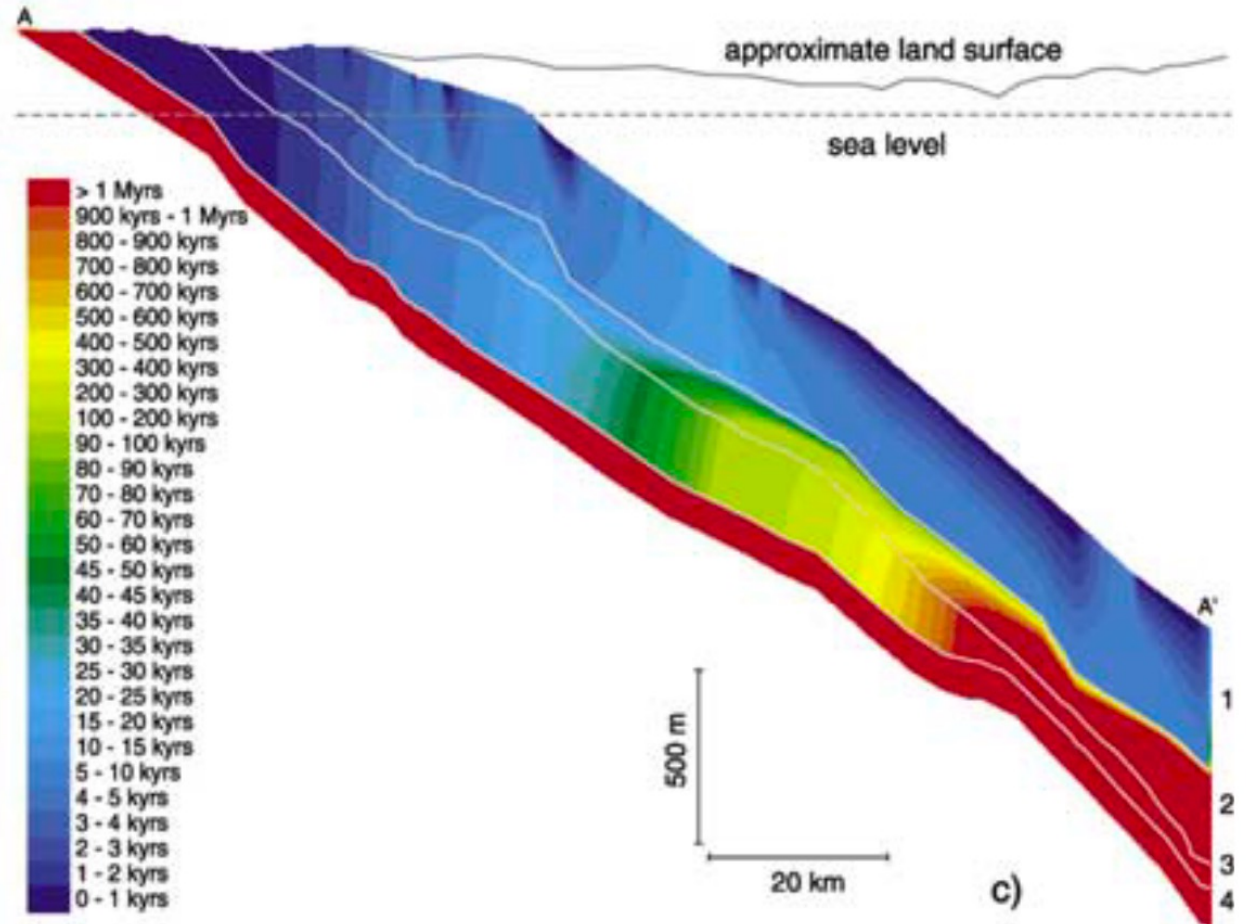 A
approximate land surface
sea level
> 1 Myrs
900 kyrs - 1 Myrs
800 - 900 kyrs
700 - 800 kyrs
600 - 700 kyrs
500 - 600 kyrs
400 - 500 kyrs
300 - 400 kyrs
200 - 300 kyrs
100 - 200 kyrs
90 - 100 kyrs
80 - 90 kyrs
70 - 80 kyrs
60 - 70 kyrs
50 - 60 kyrs
45 - 50 kyrs
40 - 45 kyrs
35 - 40 kyrs
30 - 35 kyrs
25 - 30 kyrs
20 - 25 kyrs
15 - 20 kyrs
10 - 15 kyrs
5 - 10 kyrs
4 - 5 kyrs
3 - 4 kyrs
2 - 3 kyrs
1 - 2 kyrs
0 - 1 kyrs
500 m
20 km
c)
A'
1
2
3
4